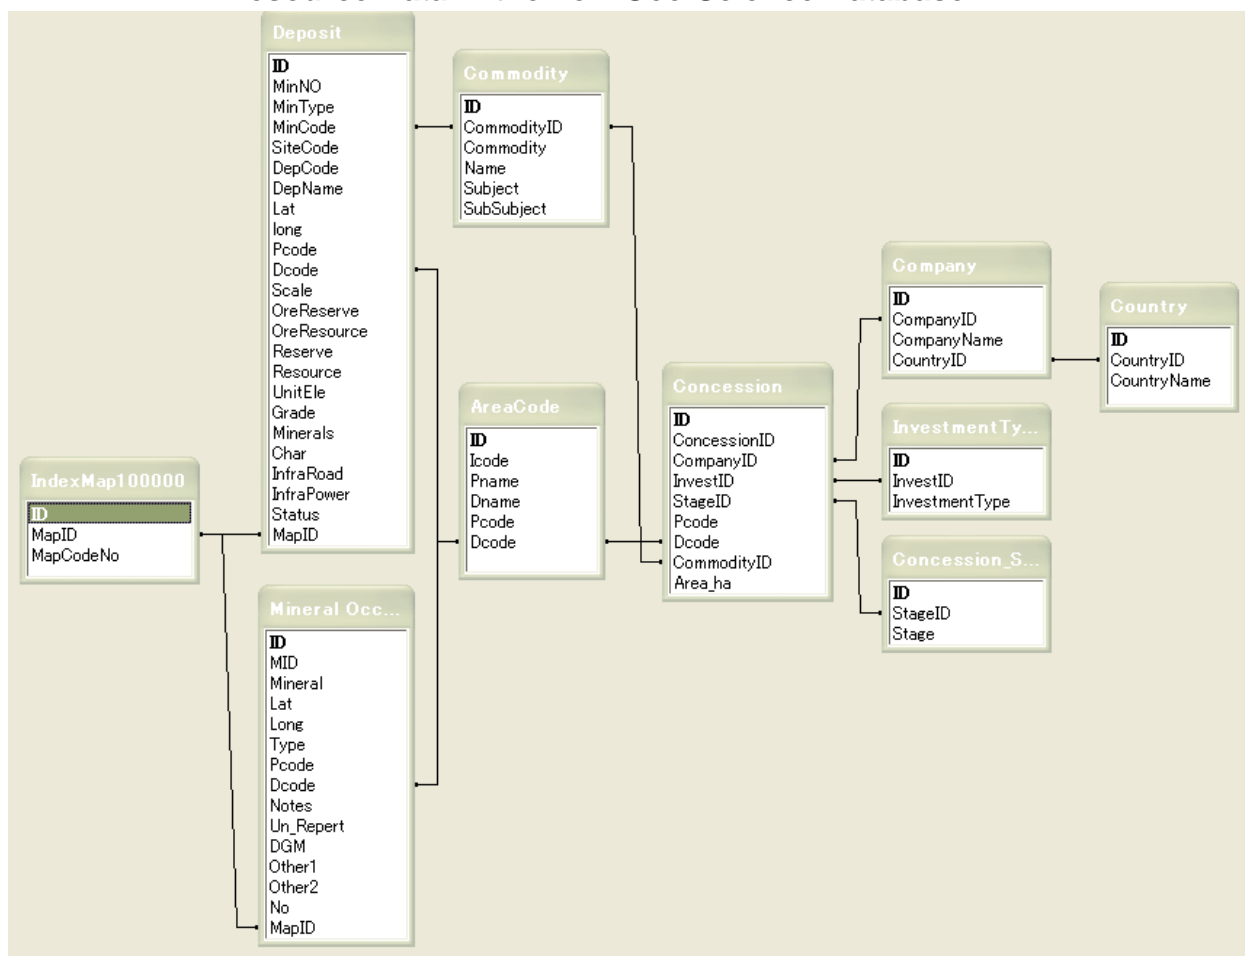 Deposit
ID
MinNO
MinType
MinCode
SiteCode
DepCode
DepName
Lat
long
Pcode
Dcode
Scale
OreReserve
OreResource
Reserve
Resource
UnitEle
Grade
Minerals
Char
InfraRoad
InfraPower
Status
MapID
Commodity
ID
CommodityID
Commodity
Name
Subject
SubSubject
Company
ID
CompanyID
CompanyName
CountryID
Country
ID
CountryID
CountryName
Concession
ID
ConcessionID
CompanyID
InvestID
StageID
Pcode
Dcode
CommodityID
Area_ha
AreaCode
ID
Icode
Pname
Dname
Pcode
Dcode
InvestmentTy...
ID
InvestID
InvestmentType
IndexMap100000
ID
MapID
MapCodeNo
Concession_S...
ID
StageID
Stage
Mineral Occ...
ID
MID
Mineral
Lat
Long
Type
Pcode
Dcode
Notes
Un_Repert
DGM
Other1
Other2
No
MapID